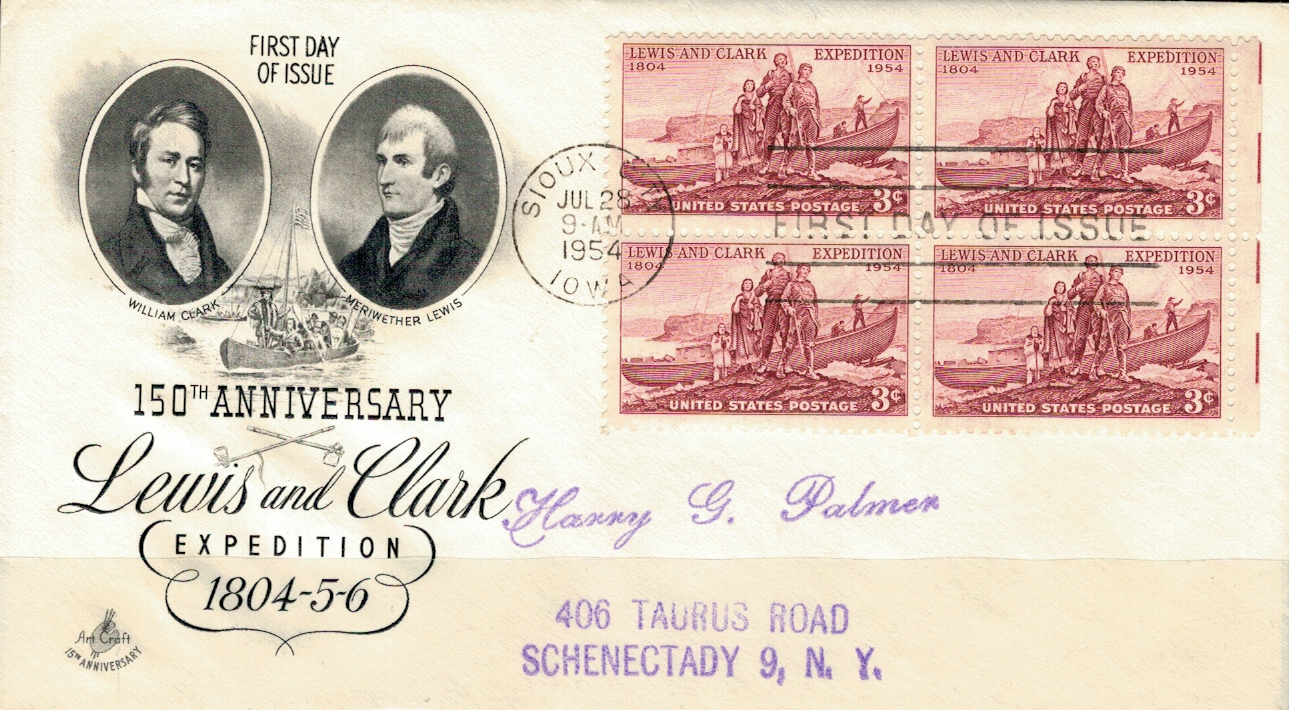 FIRST DAY
OF ISSUE
WILLIAM CLARK
MERIWETHER LEWIS
150TH ANNIVERSARY
Lewis and Clark
EXPEDITION
1804-5-6
Art Craft
15TH ANNIVERSARY
SIOUX CITY
JUL 28
9-AM
1954
IOWA
LEWIS AND CLARK EXPEDITION
1804 1954
UNITED STATES POSTAGE 3¢
LEWIS AND CLARK EXPEDITION
1804 1954
UNITED STATES POSTAGE 3¢
FIRST DAY OF ISSUE
LEWIS AND CLARK EXPEDITION
1804 1954
UNITED STATES POSTAGE 3¢
LEWIS AND CLARK EXPEDITION
1804 1954
UNITED STATES POSTAGE 3¢
Harry G. Palmer
406 TAURUS ROAD
SCHENECTADY 9, N. Y.